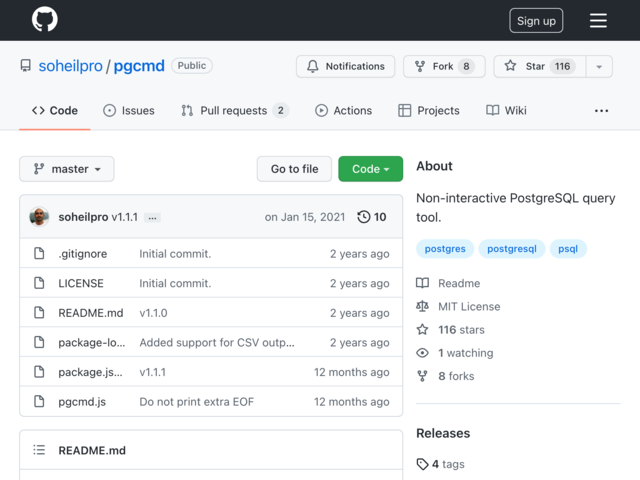 Sign up
soheilpro / pgcmd Public
Notifications Fork 8 Star 116
Code Issues Pull requests 2 Actions Projects Wiki ...
master Go to file Code
soheilpro v1.1.1 ... on Jan 15, 2021 10
.gitignore Initial commit. 2 years ago
LICENSE Initial commit. 2 years ago
README.md v1.1.0 2 years ago
package-lo... Added support for CSV outp... 2 years ago
package.js... v1.1.1 12 months ago
pgcmd.js Do not print extra EOF 12 months ago
README.md
About
Non-interactive PostgreSQL query
tool.
postgres postgresql psql
Readme
MIT License
116 stars
1 watching
8 forks
Releases
4 tags